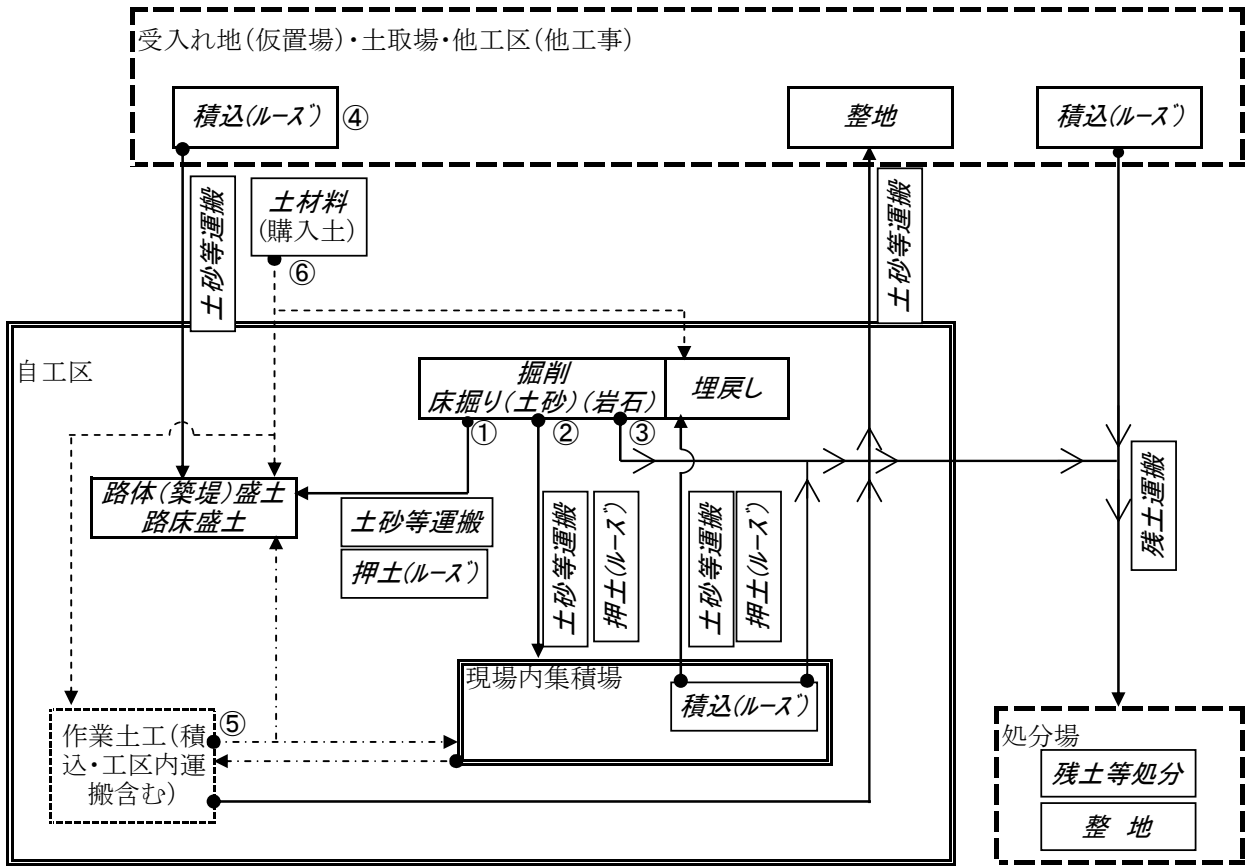 受入れ地(仮置場)・土取場・他工区(他工事)
積込(ルーズ)
④
整地
積込(ルーズ)
土砂等運搬
土材料
(購入土)
⑥
土砂等運搬
自工区
掘削
床掘り(土砂)(岩石)
埋戻し
①
②
③
路体(築堤)盛土
路床盛土
土砂等運搬
押土(ルーズ)
土砂等運搬
押土(ルーズ)
土砂等運搬
押土(ルーズ)
残土運搬
現場内集積場
積込(ルーズ)
⑤
作業土工(積
込・工区内運
搬含む)
処分場
残土等処分
整 地